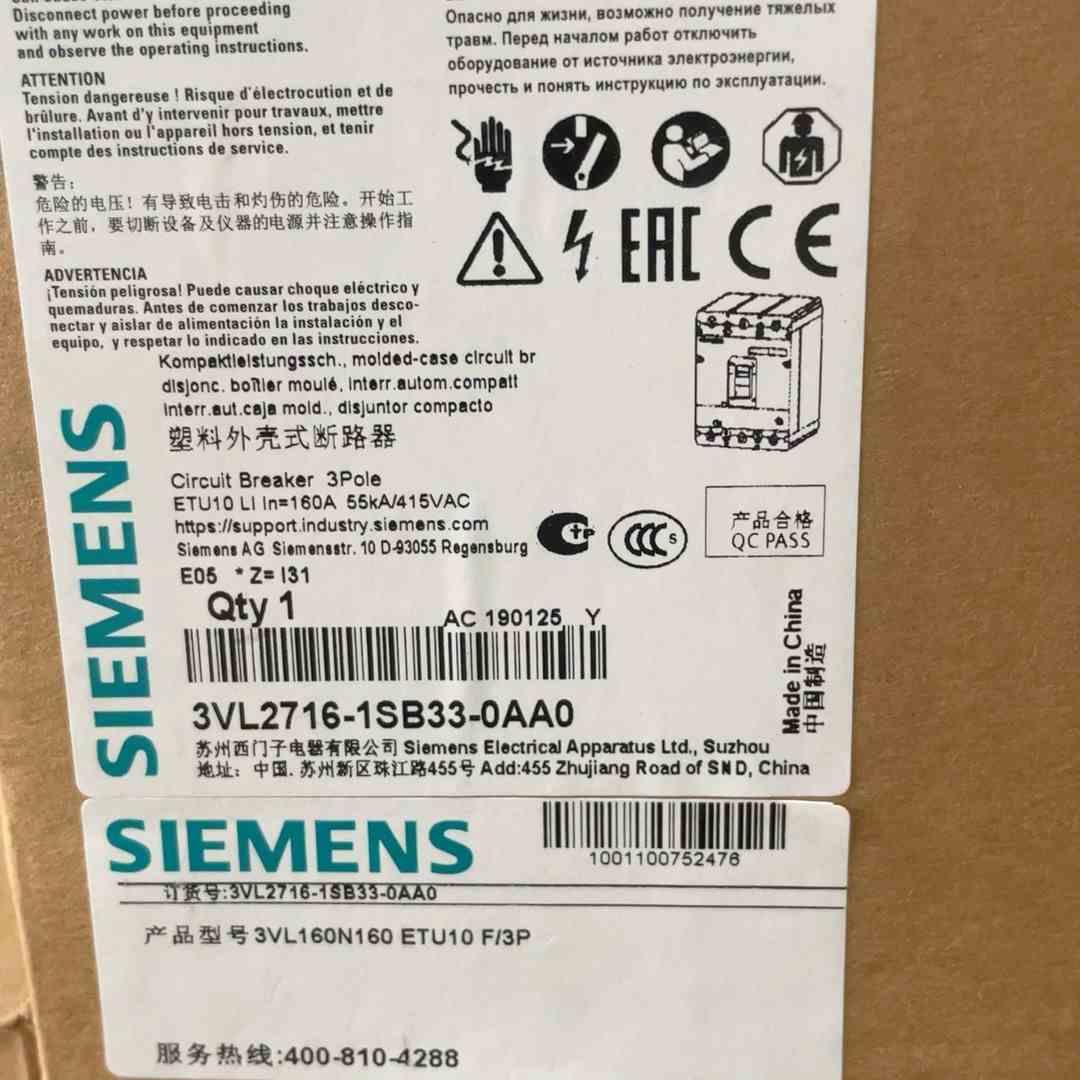 Disconnect power before proceeding
with any work on this equipment
and observe the operating instructions.
ATTENTION
Tension dangereuse ! Risque d'électrocution et de
brûlure. Avant d'y intervenir pour travaux, mettre
l'installation ou l'appareil hors tension, et tenir
compte des instructions de service.
警告:
危险的电压! 有导致电击和灼伤的危险。开始工
作之前, 要切断设备及仪器的电源并注意操作指
南。
ADVERTENCIA
¡Tensión peligrosa! Puede causar choque eléctrico y
quemaduras. Antes de comenzar los trabajos desco-
nectar y aislar de alimentación la instalación y el
equipo, y respetar lo indicado en las instrucciones.
Опасно для жизни, возможно получение тяжелых
травм. Перед началом работ отключить
оборудование от источника электроэнергии,
прочесть и понять инструкцию по эксплуатации.
EAC CE
Kompaktleistungssch., molded-case circuit br
disjonc. boîtier moulé, interr.autom.compatt
interr.aut.caja mold., disjuntor compacto
塑料外壳式断路器
SIEMENS
Circuit Breaker 3Pole
ETU10 LI In=160A 55kA/415VAC
https://support.industry.siemens.com
Siemens AG Siemensstr. 10 D-93055 Regensburg
CCC S
产品合格
QC PASS
E05 * Z= I31
Qty 1
AC 190125 Y
Made in China
中国制造
3VL2716-1SB33-0AA0
苏州西门子电器有限公司 Siemens Electrical Apparatus Ltd., Suzhou
地址: 中国. 苏州新区珠江路455号 Add:455 Zhujiang Road of SND, China
SIEMENS
1001100752476
订货号:3VL2716-1SB33-0AA0
产品型号3VL160N160 ETU10 F/3P
服务热线:400-810-4288